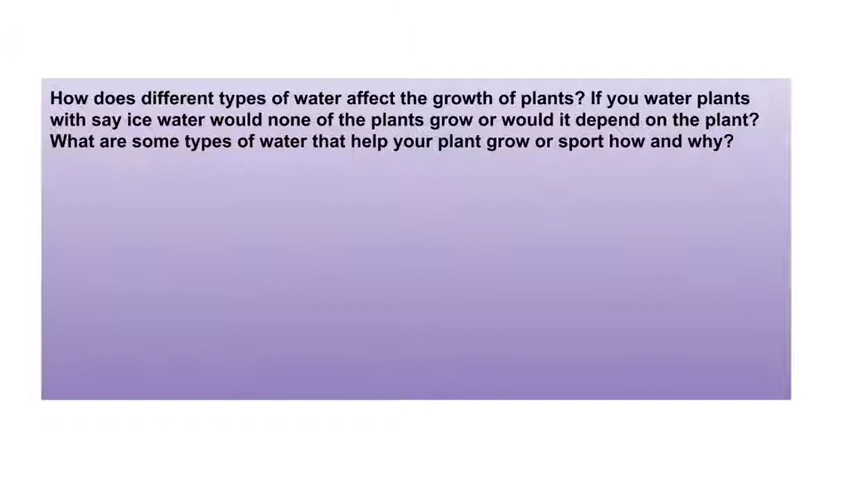 How does different types of water affect the growth of plants? If you water plants
with say ice water would none of the plants grow or would it depend on the plant?
What are some types of water that help your plant grow or sport how and why?